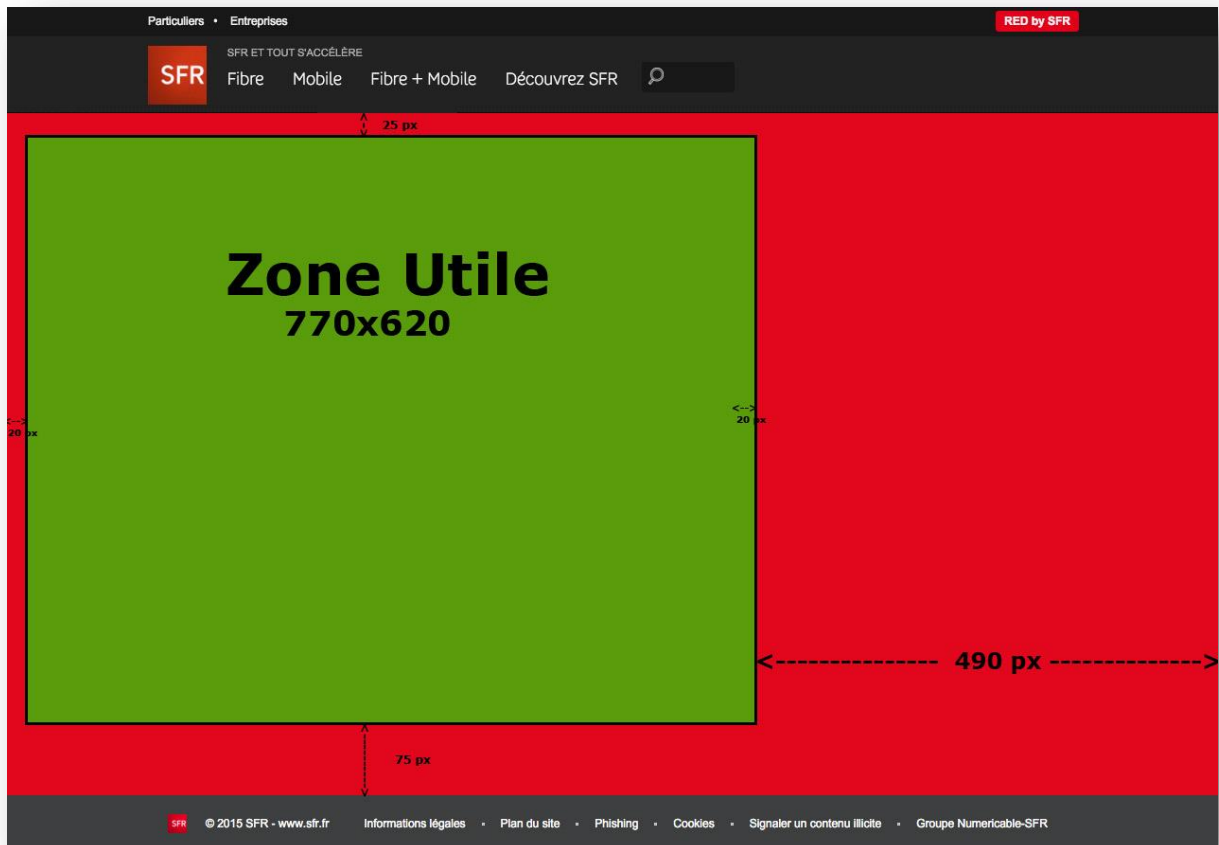 Particuliers • Entreprises
RED by SFR
SFR ET TOUT S'ACCÉLÈRE
SFR
Fibre Mobile Fibre + Mobile Découvrez SFR
25 px
Zone Utile
770x620
<-->
20 px
<-->
20 px
<--------------- 490 px --------------->
75 px
SFR © 2015 SFR - www.sfr.fr Informations légales • Plan du site • Phishing • Cookies • Signaler un contenu illicite • Groupe Numericable-SFR